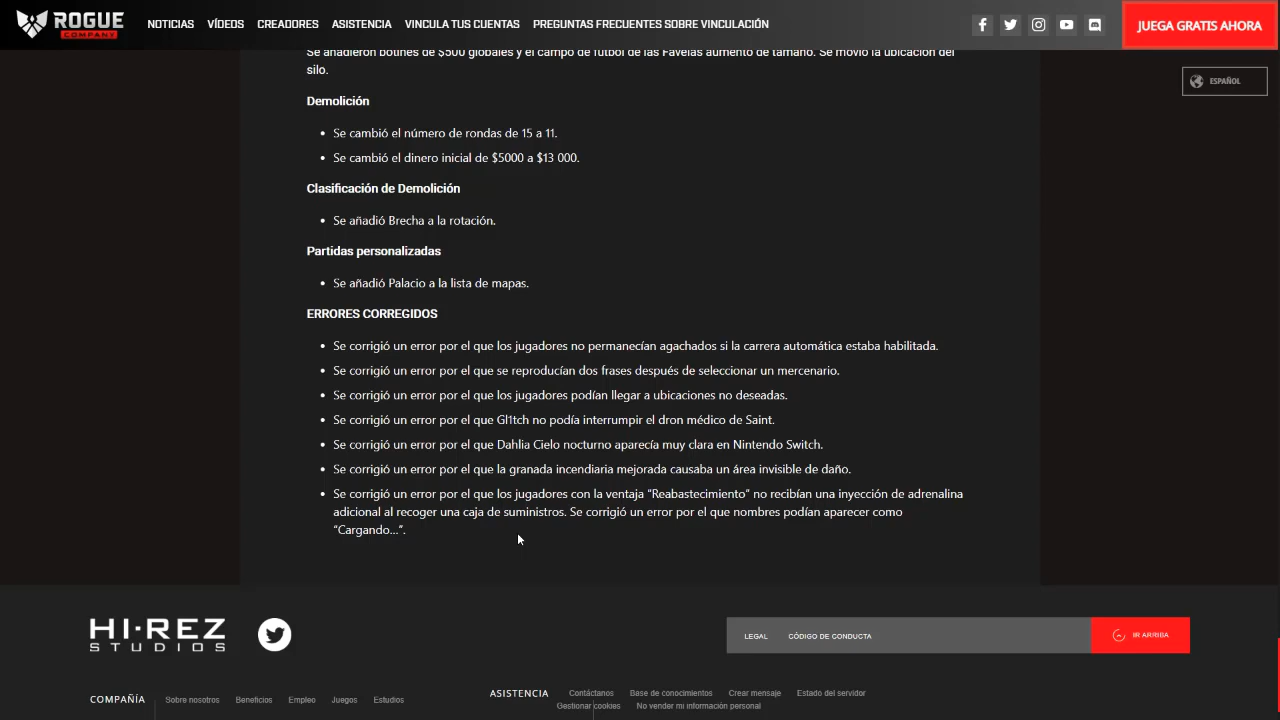 ROGUE
COMPANY
NOTICIAS VÍDEOS CREADORES ASISTENCIA VINCULA TUS CUENTAS PREGUNTAS FRECUENTES SOBRE VINCULACIÓN
JUEGA GRATIS AHORA
ESPAÑOL
Se añadieron botines de $500 globales y el campo de fútbol de las Favelas aumentó de tamaño. Se movió la ubicación del
silo.
Demolición
• Se cambió el número de rondas de 15 a 11.
• Se cambió el dinero inicial de $5000 a $13 000.
Clasificación de Demolición
• Se añadió Brecha a la rotación.
Partidas personalizadas
• Se añadió Palacio a la lista de mapas.
ERRORES CORREGIDOS
• Se corrigió un error por el que los jugadores no permanecían agachados si la carrera automática estaba habilitada.
• Se corrigió un error por el que se reproducían dos frases después de seleccionar un mercenario.
• Se corrigió un error por el que los jugadores podían llegar a ubicaciones no deseadas.
• Se corrigió un error por el que Gl1tch no podía interrumpir el dron médico de Saint.
• Se corrigió un error por el que Dahlia Cielo nocturno aparecía muy clara en Nintendo Switch.
• Se corrigió un error por el que la granada incendiaria mejorada causaba un área invisible de daño.
• Se corrigió un error por el que los jugadores con la ventaja “Reabastecimiento” no recibían una inyección de adrenalina
adicional al recoger una caja de suministros. Se corrigió un error por el que nombres podían aparecer como
“Cargando...”.
HI-REZ
STUDIOS
LEGAL CÓDIGO DE CONDUCTA
IR ARRIBA
COMPAÑÍA Sobre nosotros Beneficios Empleo Juegos Estudios
ASISTENCIA Contáctanos Base de conocimientos Crear mensaje Estado del servidor
Gestionar cookies No vender mi información personal